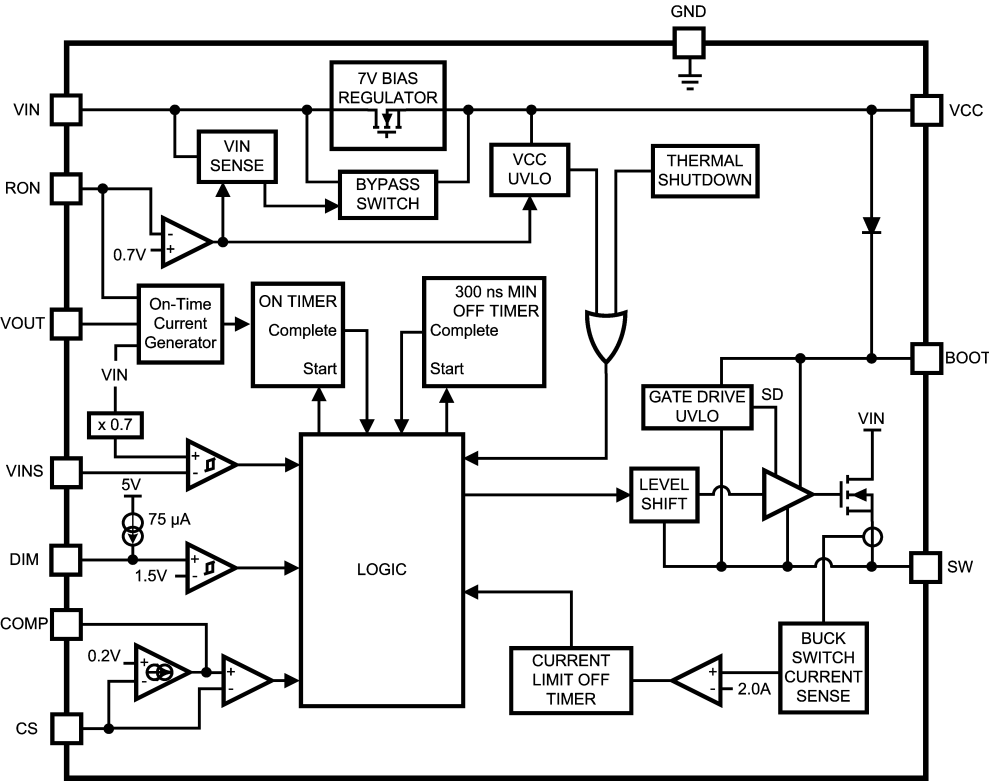 GND
7V BIAS
REGULATOR
VIN
VCC
VIN
SENSE
VCC
UVLO
THERMAL
SHUTDOWN
RON
BYPASS
SWITCH
-
+
0.7V
On-Time
Current
Generator
ON TIMER
Complete
Start
300 ns MIN
OFF TIMER
Complete
Start
VOUT
VIN
BOOT
GATE DRIVE
UVLO
SD
VIN
x 0.7
+
-
VINS
5V
75 µA
LEVEL
SHIFT
DIM
+
-
1.5V
LOGIC
SW
COMP
0.2V
+
-
+
-
CURRENT
LIMIT OFF
TIMER
+
-
2.0A
BUCK
SWITCH
CURRENT
SENSE
CS